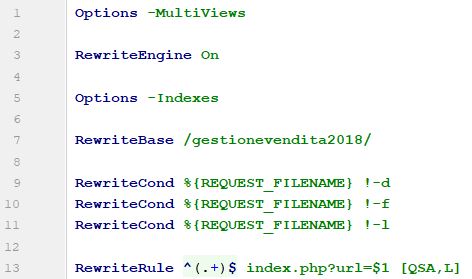 1 Options -MultiViews
2
3 RewriteEngine On
4
5 Options -Indexes
6
7 RewriteBase /gestionevendita2018/
8
9 RewriteCond %{REQUEST_FILENAME} !-d
10 RewriteCond %{REQUEST_FILENAME} !-f
11 RewriteCond %{REQUEST_FILENAME} !-l
12
13 RewriteRule ^(.+)$ index.php?url=$1 [QSA,L]